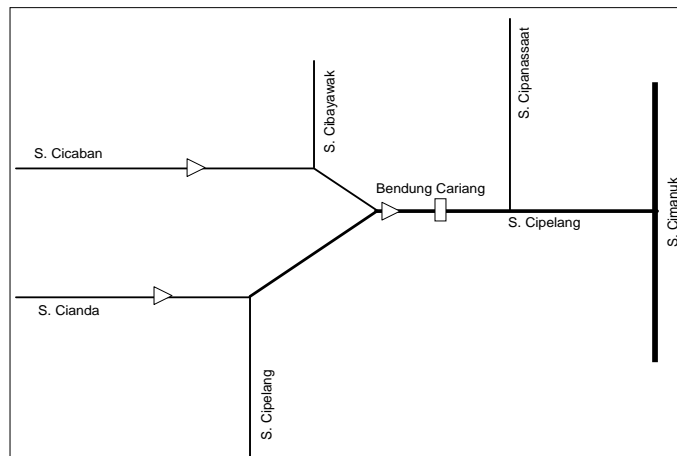 S. Cipanassaat
S. Cibayawak
S. Cicaban
Bendung Cariang
S. Cipelang
S. Cimanuk
S. Cianda
S. Cipelang